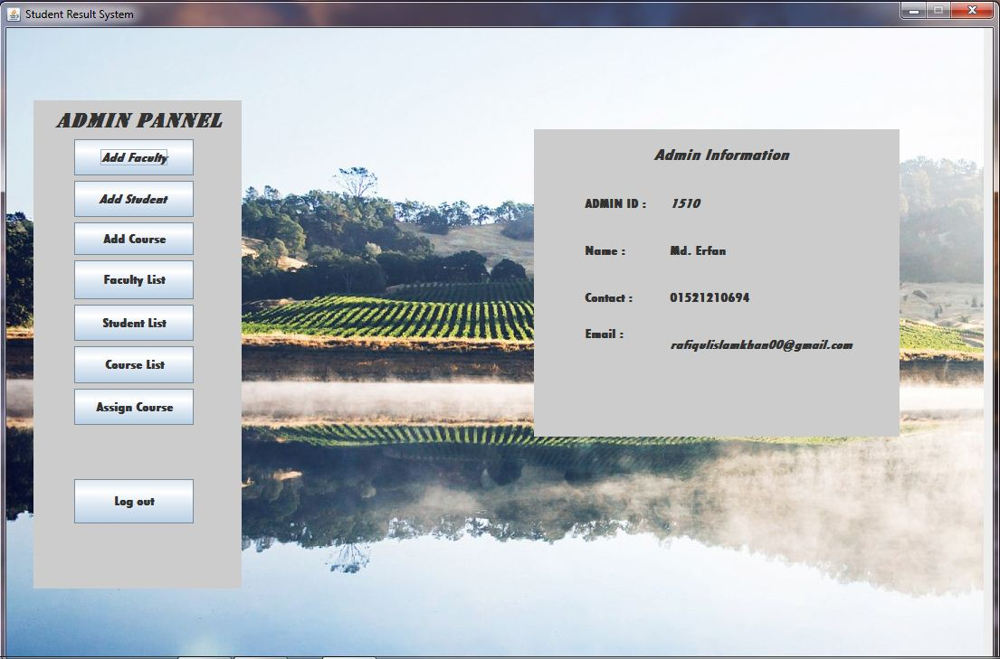 Student Result System
ADMIN PANNEL
Add Faculty
Add Student
Add Course
Faculty List
Student List
Course List
Assign Course
Log out
Admin Information
ADMIN ID : 1510
Name : Md. Erfan
Contact : 01521210694
Email :
rafiqulislamkhan00@gmail.com